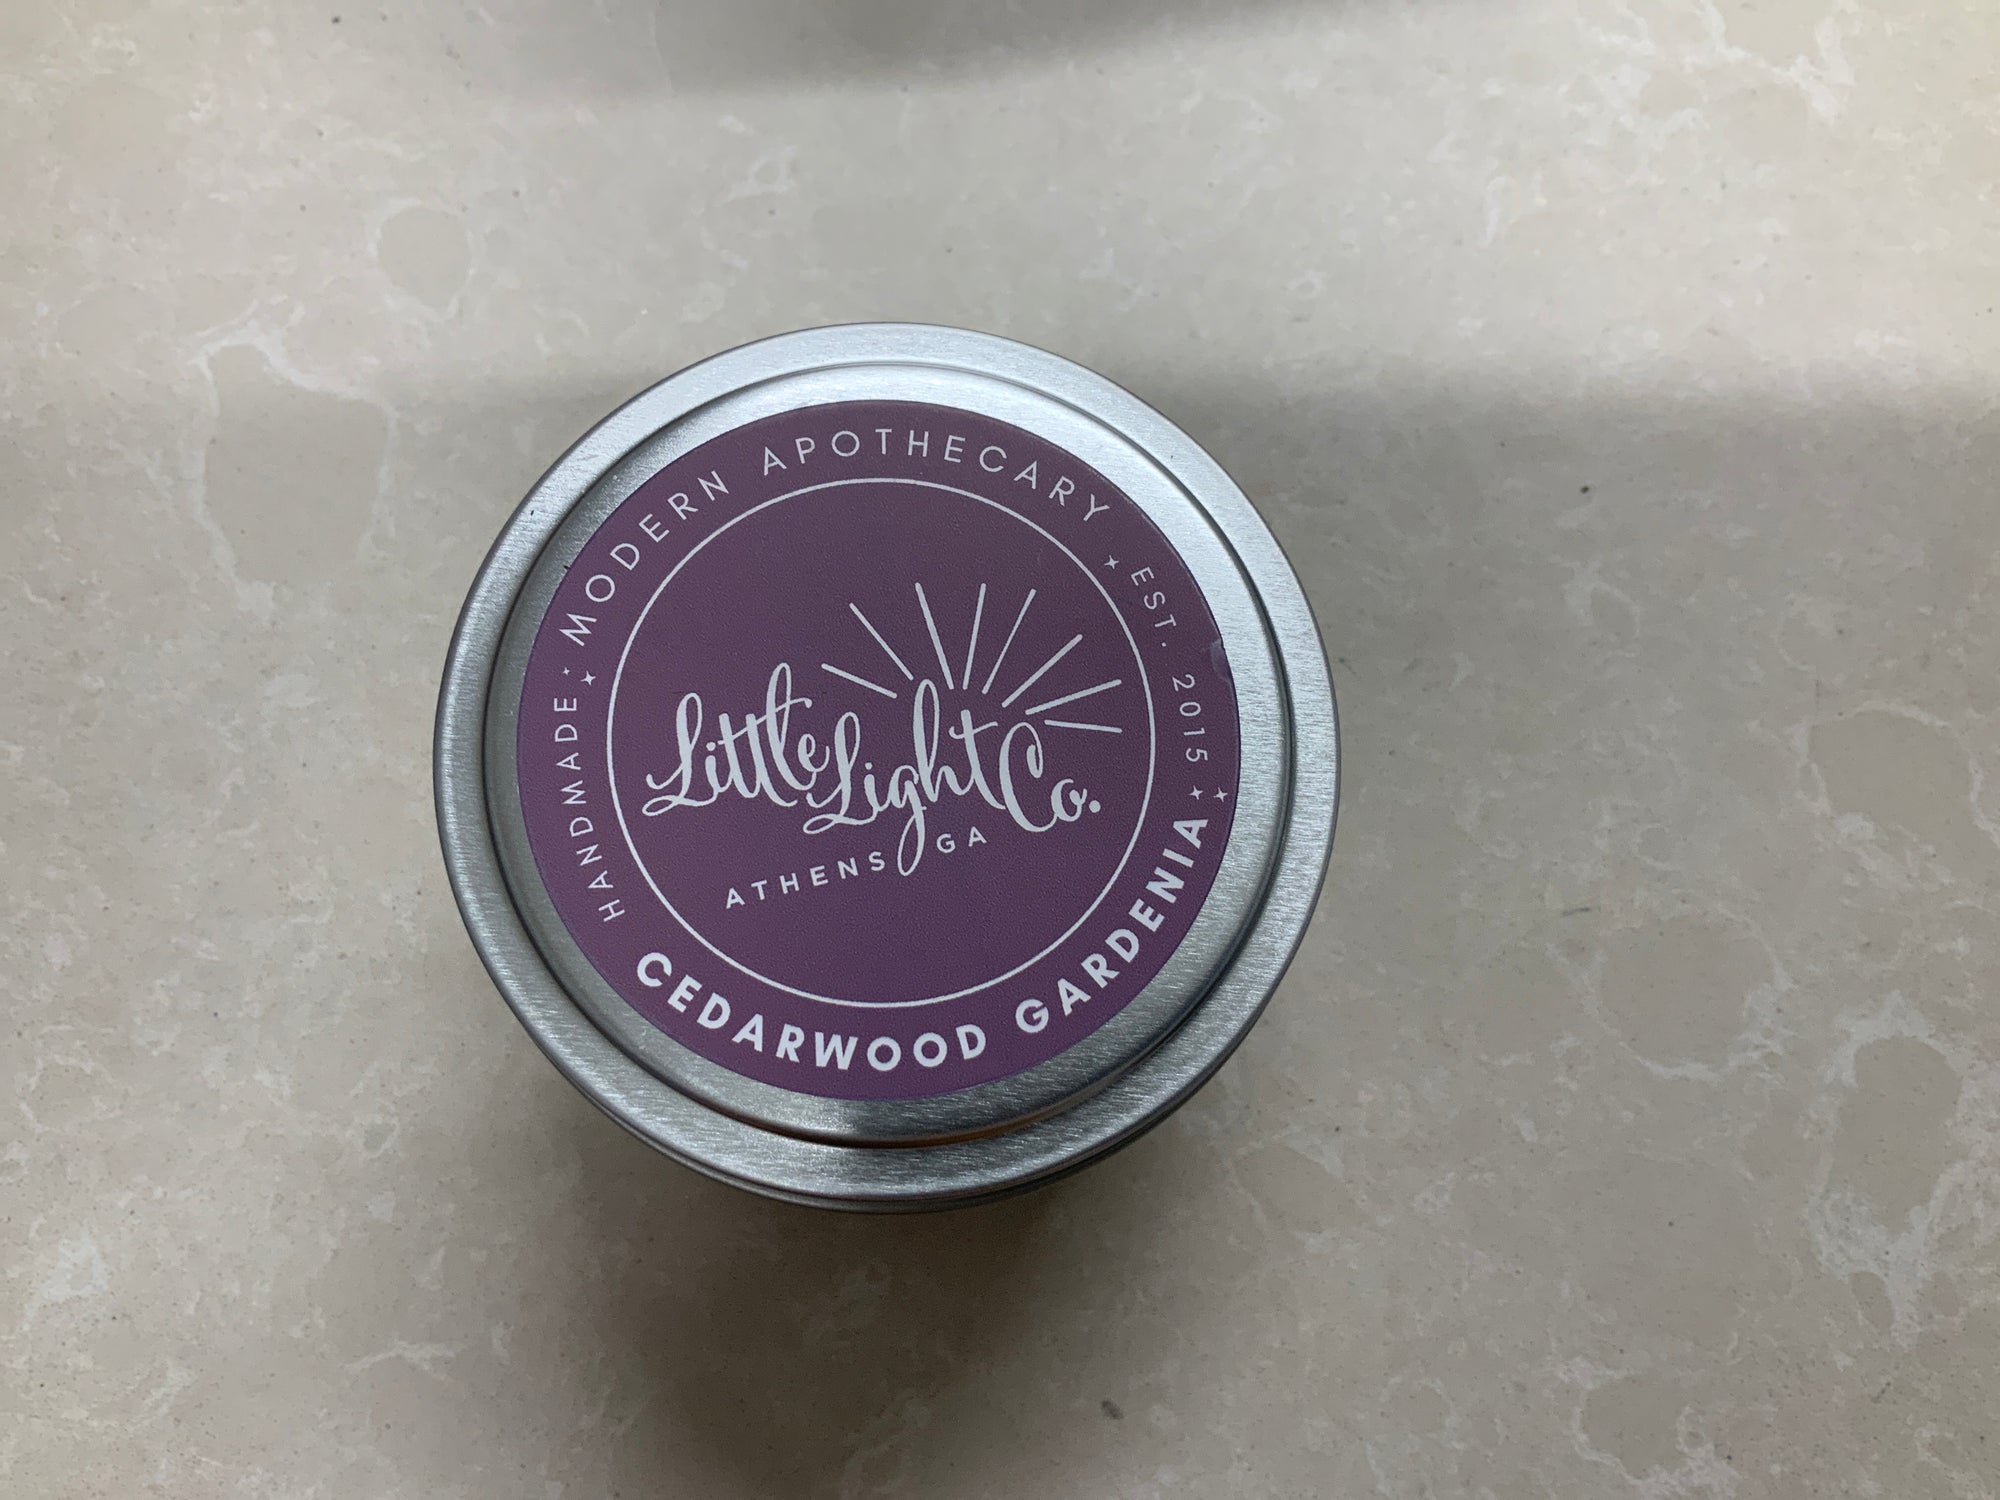 HANDMADE
MODERN APOTHECARY
EST. 2015
Little Light Co.
ATHENS GA
CEDARWOOD GARDENIA